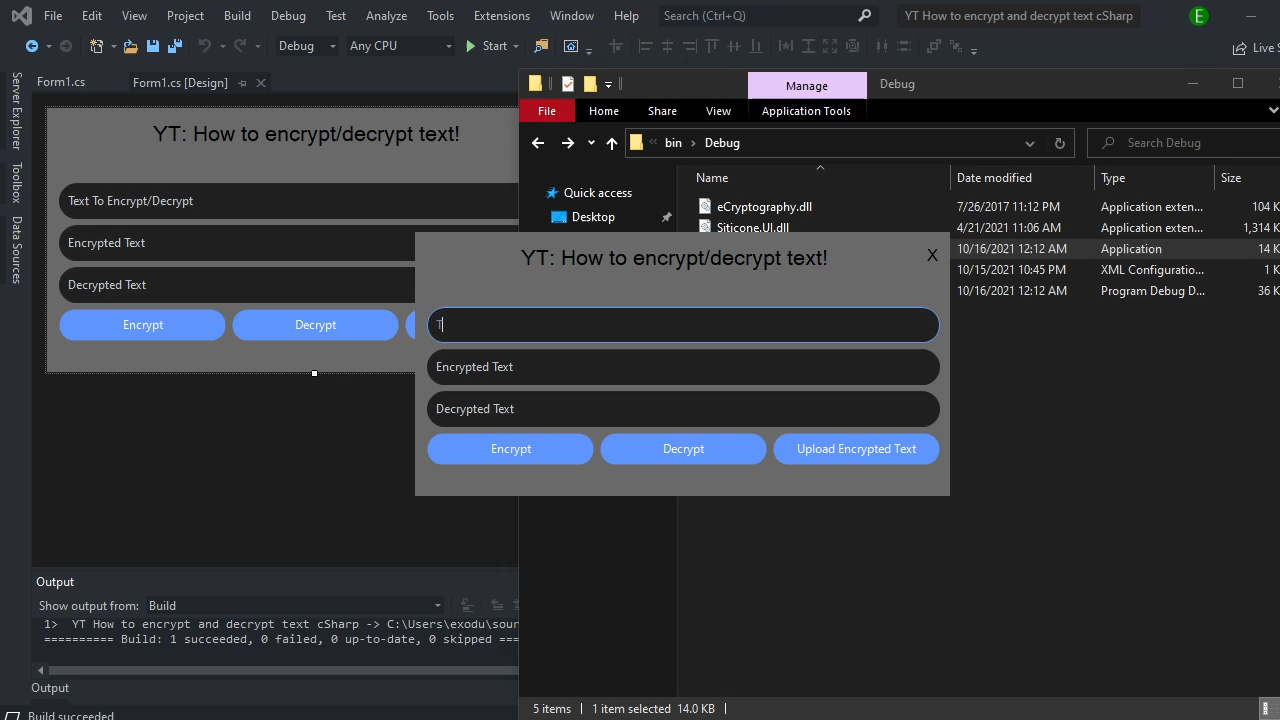 File Edit View Project Build Debug Test Analyze Tools Extensions Window Help Search (Ctrl+Q) YT How to encrypt and decrypt text cSharp E
Debug Any CPU Start Live S
Form1.cs Form1.cs [Design]
Server Explorer
Toolbox
Data Sources
YT: How to encrypt/decrypt text!
Text To Encrypt/Decrypt
Encrypted Text
Decrypted Text
Encrypt Decrypt
Manage Debug
File Home Share View Application Tools
« bin > Debug Search Debug
Quick access
Desktop
Name Date modified Type Size
eCryptography.dll 7/26/2017 11:12 PM Application exten... 104 K
Siticone.UI.dll 4/21/2021 11:06 AM Application exten... 1,314 K
10/16/2021 12:12 AM Application 14 K
10/15/2021 10:45 PM XML Configuratio... 1 K
10/16/2021 12:12 AM Program Debug D... 36 K
YT: How to encrypt/decrypt text! X
T
Encrypted Text
Decrypted Text
Encrypt Decrypt Upload Encrypted Text
Output
Show output from: Build
1> YT How to encrypt and decrypt text cSharp -> C:\Users\exodu\sour
========== Build: 1 succeeded, 0 failed, 0 up-to-date, 0 skipped ===
Output
Build succeeded
5 items 1 item selected 14.0 KB